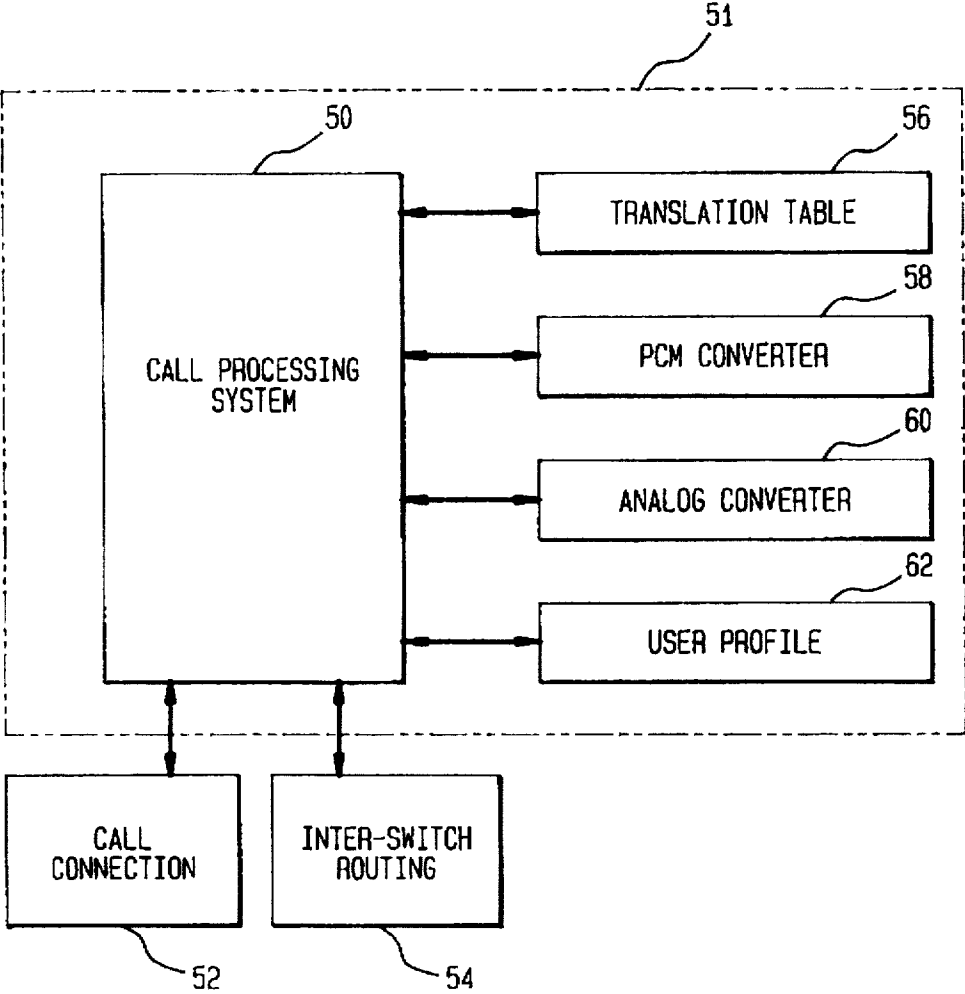 51
50
56
TRANSLATION TABLE
58
PCM CONVERTER
CALL PROCESSING
SYSTEM
60
ANALOG CONVERTER
62
USER PROFILE
CALL
CONNECTION
INTER-SWITCH
ROUTING
52
54